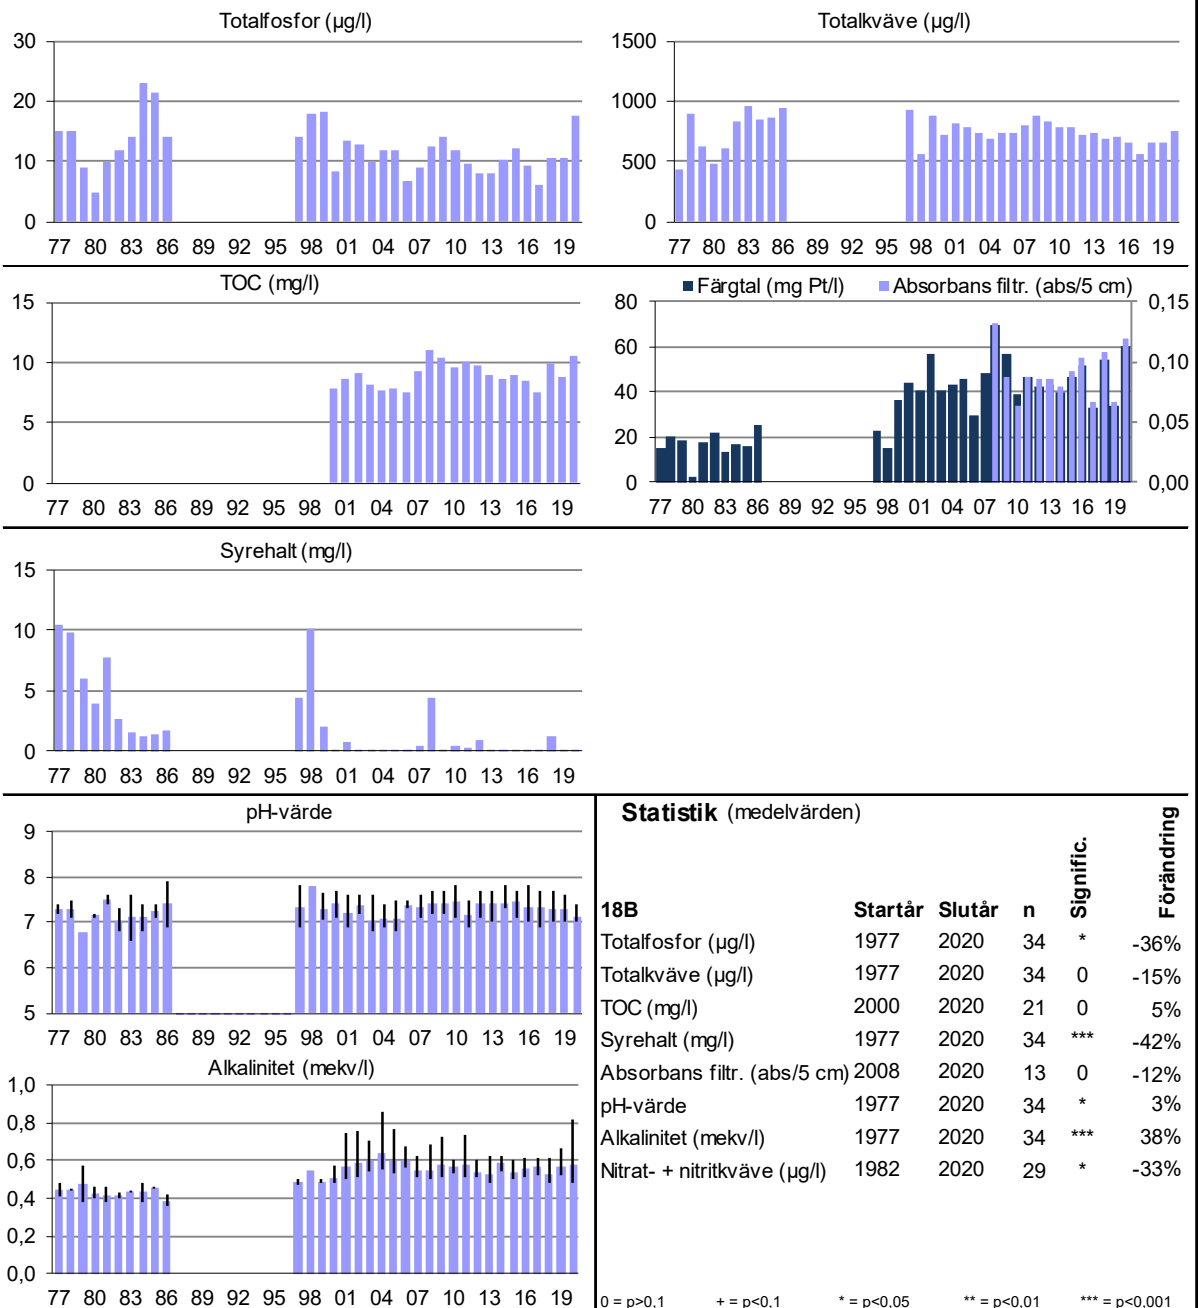 Totalfosfor (µg/l)
30
20
10
0
77 80 83 86 89 92 95 98 01 04 07 10 13 16 19
Totalkväve (µg/l)
1500
1000
500
0
77 80 83 86 89 92 95 98 01 04 07 10 13 16 19
TOC (mg/l)
15
10
5
0
77 80 83 86 89 92 95 98 01 04 07 10 13 16 19
Färgtal (mg Pt/l) Absorbans filtr. (abs/5 cm)
80 0,15
60
0,10
40
0,05
20
0 0,00
77 80 83 86 89 92 95 98 01 04 07 10 13 16 19
Syrehalt (mg/l)
15
10
5
0
77 80 83 86 89 92 95 98 01 04 07 10 13 16 19
pH-värde
9
8
7
6
5
77 80 83 86 89 92 95 98 01 04 07 10 13 16 19
Alkalinitet (mekv/l)
1,0
0,8
0,6
0,4
0,2
0,0
77 80 83 86 89 92 95 98 01 04 07 10 13 16 19
Statistik (medelvärden)
18B Startår Slutår n Signific. Förändring
Totalfosfor (µg/l) 1977 2020 34 * -36%
Totalkväve (µg/l) 1977 2020 34 0 -15%
TOC (mg/l) 2000 2020 21 0 5%
Syrehalt (mg/l) 1977 2020 34 *** -42%
Absorbans filtr. (abs/5 cm) 2008 2020 13 0 -12%
pH-värde 1977 2020 34 * 3%
Alkalinitet (mekv/l) 1977 2020 34 *** 38%
Nitrat- + nitritkväve (µg/l) 1982 2020 29 * -33%
0 = p>0,1 + = p<0,1 * = p<0,05 ** = p<0,01 *** = p<0,001